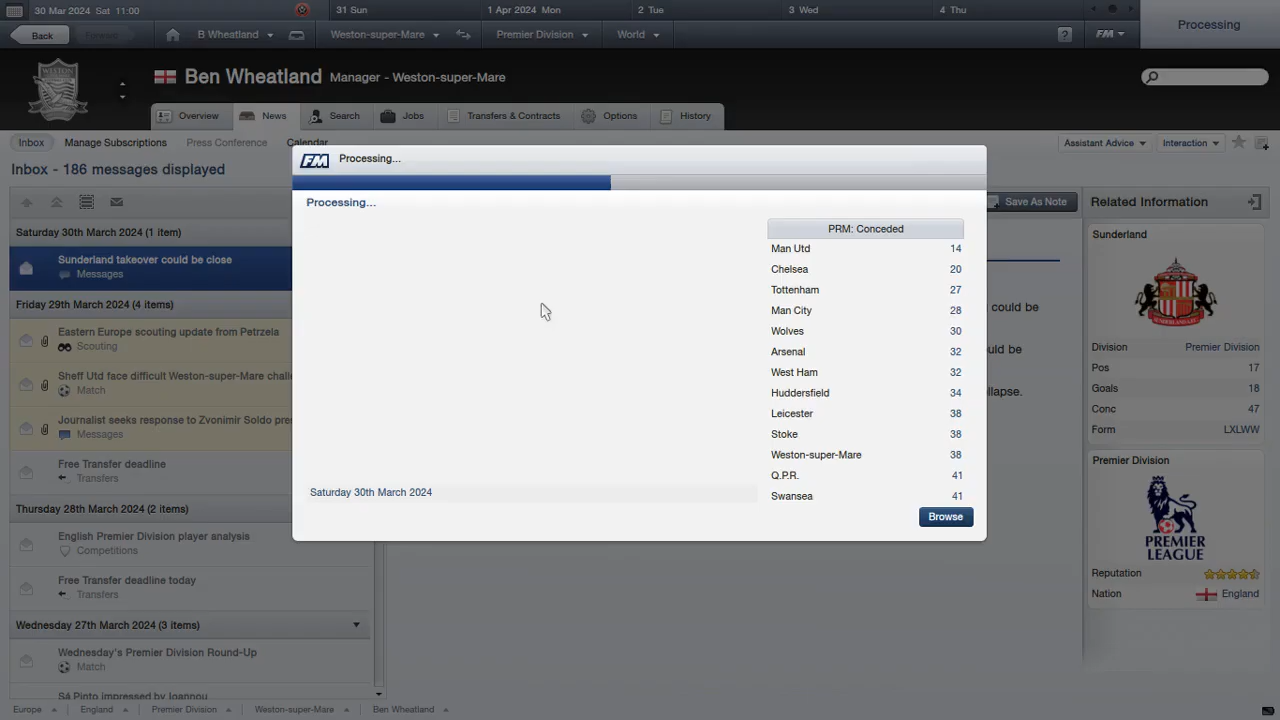 30 Mar 2024 Sat 11:00
31 Sun
1 Apr 2024 Mon
2 Tue
3 Wed
4 Thu
Processing
Back
Forward
B Wheatland
Weston-super-Mare
Premier Division
World
?
FM
WESTON
Ben Wheatland Manager - Weston-super-Mare
Overview
News
Search
Jobs
Transfers & Contracts
Options
History
Inbox
Manage Subscriptions
Press Conference
Calendar
Assistant Advice
Interaction
Inbox - 186 messages displayed
Save As Note
Related Information
Saturday 30th March 2024 (1 item)
Sunderland takeover could be close
Messages
Friday 29th March 2024 (4 items)
Eastern Europe scouting update from Petrzela
Scouting
Sheff Utd face difficult Weston-super-Mare chall
Match
Journalist seeks response to Zvonimir Soldo pre
Messages
Free Transfer deadline
Transfers
Thursday 28th March 2024 (2 items)
English Premier Division player analysis
Competitions
Free Transfer deadline today
Transfers
Wednesday 27th March 2024 (3 items)
Wednesday's Premier Division Round-Up
Match
SA Pinto impressed by Ioannou
FM
Processing...
Processing...
PRM: Conceded
Man Utd 14
Chelsea 20
Tottenham 27
Man City 28
Wolves 30
Arsenal 32
West Ham 32
Huddersfield 34
Leicester 38
Stoke 38
Weston-super-Mare 38
Q.P.R. 41
Swansea 41
Saturday 30th March 2024
Browse
could be
uld be
llapse.
Sunderland
Division Premier Division
Pos 17
Goals 18
Conc 47
Form LXLWW
Premier Division
PREMIER
LEAGUE
Reputation
Nation England
Europe
England
Premier Division
Weston-super-Mare
Ben Wheatland